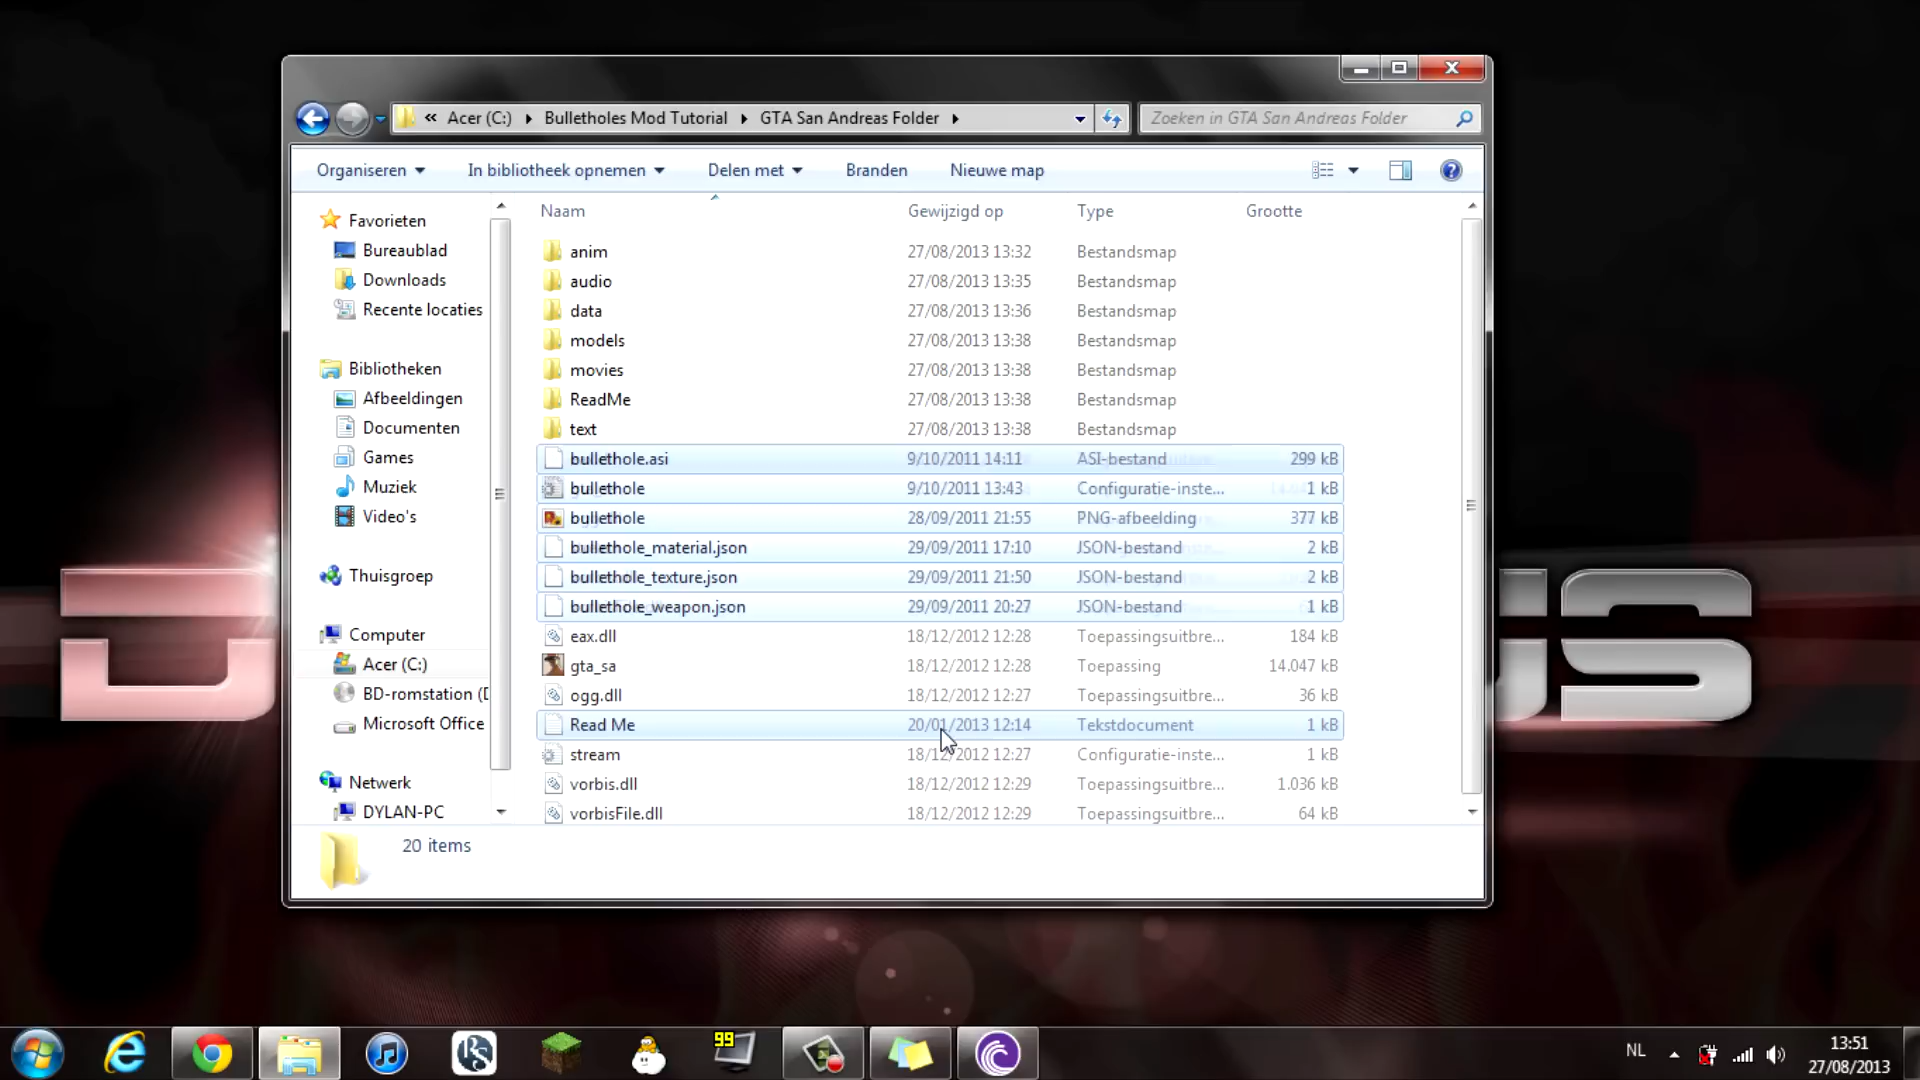 « Acer (C:) Bulletholes Mod Tutorial GTA San Andreas Folder
Zoeken in GTA San Andreas Folder
Organiseren In bibliotheek opnemen Delen met Branden Nieuwe map
Favorieten
Bureaublad
Downloads
Recente locaties
Bibliotheken
Afbeeldingen
Documenten
Games
Muziek
Video's
Thuisgroep
Computer
Acer (C:)
BD-romstation (
Microsoft Office
Netwerk
DYLAN-PC
Naam Gewijzigd op Type Grootte
anim 27/08/2013 13:32 Bestandsmap
audio 27/08/2013 13:35 Bestandsmap
data 27/08/2013 13:36 Bestandsmap
models 27/08/2013 13:38 Bestandsmap
movies 27/08/2013 13:38 Bestandsmap
ReadMe 27/08/2013 13:38 Bestandsmap
text 27/08/2013 13:38 Bestandsmap
bullethole.asi 9/10/2011 14:11 ASI-bestand 299 kB
bullethole 9/10/2011 13:43 Configuratie-inste... 1 kB
bullethole 28/09/2011 21:55 PNG-afbeelding 377 kB
bullethole_material.json 29/09/2011 17:10 JSON-bestand 2 kB
bullethole_texture.json 29/09/2011 21:50 JSON-bestand 2 kB
bullethole_weapon.json 29/09/2011 20:27 JSON-bestand 1 kB
eax.dll 18/12/2012 12:28 Toepassingsuitbre... 184 kB
gta_sa 18/12/2012 12:28 Toepassing 14.047 kB
ogg.dll 18/12/2012 12:27 Toepassingsuitbre... 36 kB
Read Me 20/01/2013 12:14 Tekstdocument 1 kB
stream 18/12/2012 12:27 Configuratie-inste... 1 kB
vorbis.dll 18/12/2012 12:29 Toepassingsuitbre... 1.036 kB
vorbisFile.dll 18/12/2012 12:29 Toepassingsuitbre... 64 kB
20 items
99
NL
13:51
27/08/2013